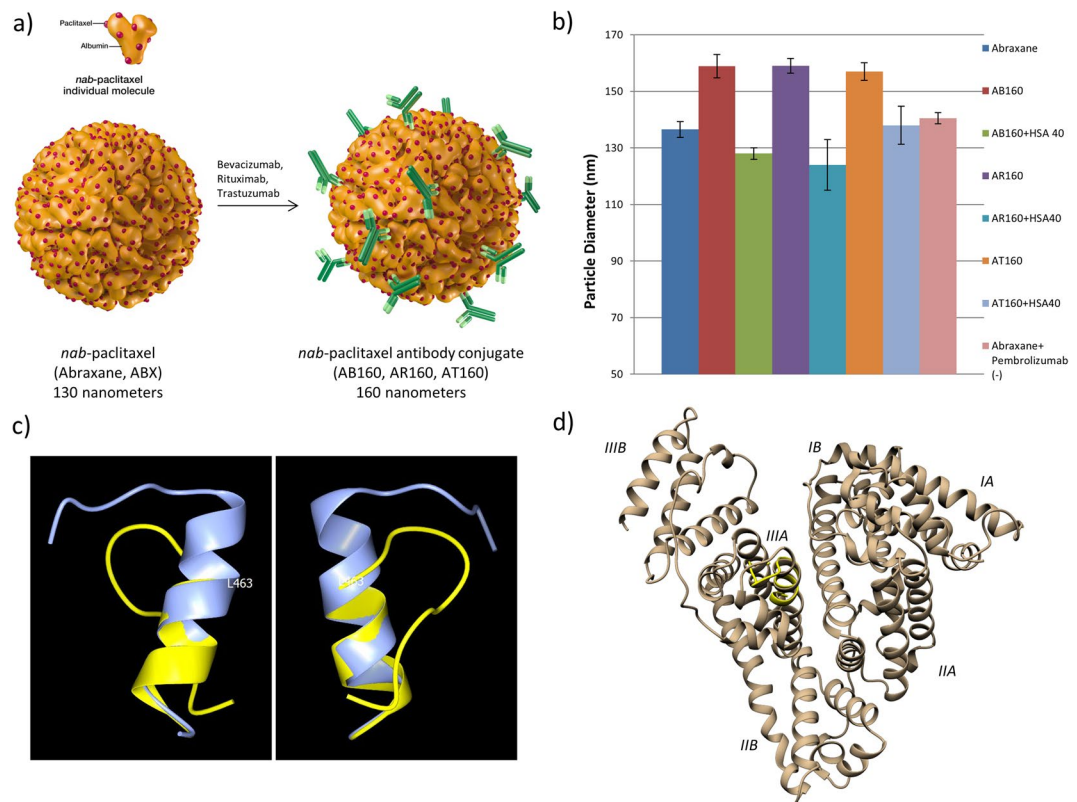 a)
Paclitaxel
Albumin
nab-paclitaxel
individual molecule
Bevacizumab,
Rituximab,
Trastuzumab
nab-paclitaxel
(Abraxane, ABX)
130 nanometers
nab-paclitaxel antibody conjugate
(AB160, AR160, AT160)
160 nanometers
b)
Particle Diameter (nm)
170
150
130
110
90
70
50
Abraxane
AB160
AB160+HSA 40
AR160
AR160+HSA40
AT160
AT160+HSA40
Abraxane+
Pembrolizumab
(-)
c)
L463
L463
d)
IIIB
IB
IA
IIIA
IIA
IIB